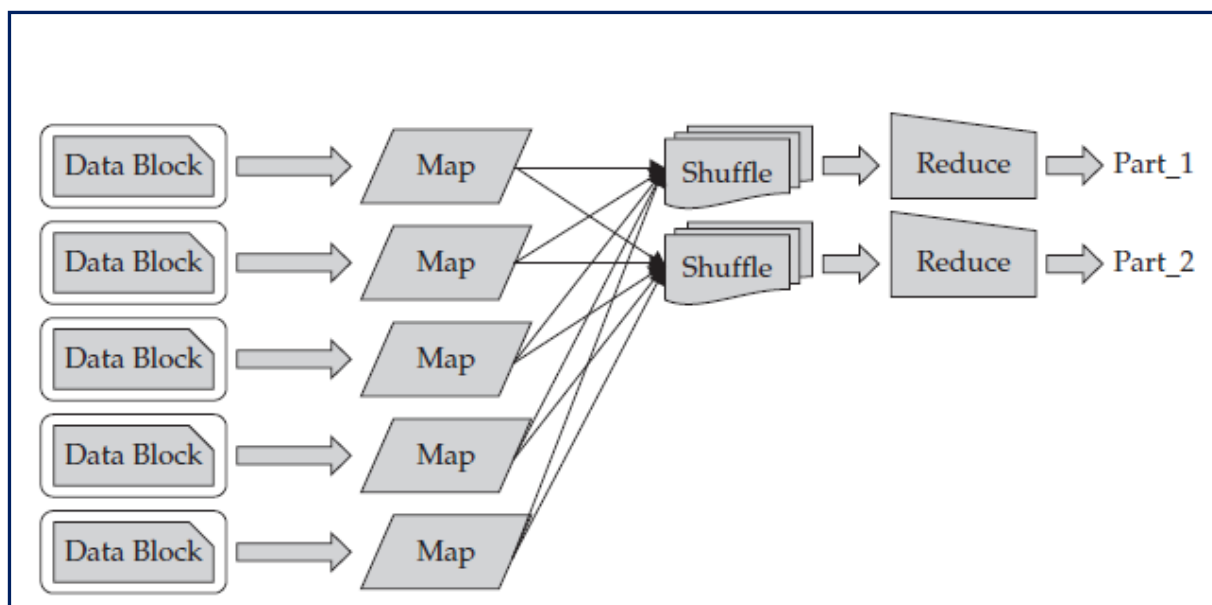 Data Block
Map
Shuffle
Reduce
Part_1
Data Block
Map
Shuffle
Reduce
Part_2
Data Block
Map
Data Block
Map
Data Block
Map